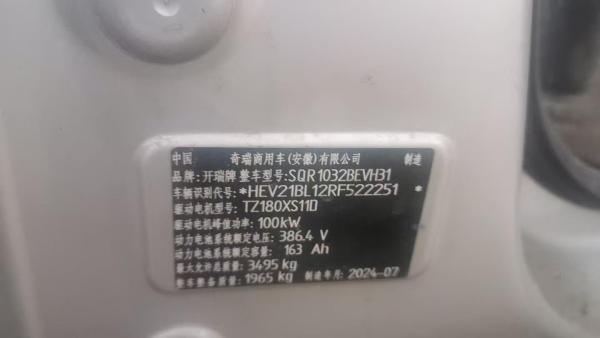 中国 奇瑞商用车(安徽)有限公司 制造
品牌: 开瑞牌 整车型号:SQR1032BEVH31
车辆识别代号: *HEV21BL12RF522251 *
驱动电机型号: TZ180XS11D
驱动电机峰值功率: 100kW
动力电池系统额定电压: 386.4 V
动力电池系统额定容量: 163 Ah
最大允许总质量: 3495 kg
整车整备质量: 1965 kg 制造年月: 2024-07